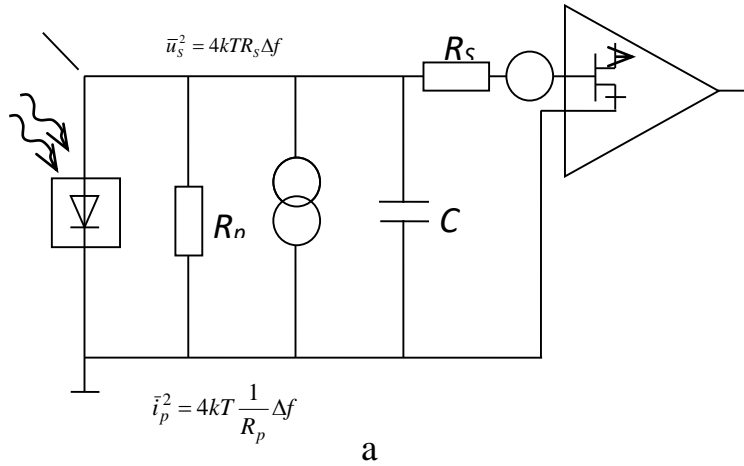 ū_s² = 4kTR_sΔf
R_S
R_p
C
ī_p² = 4kT 1/R_p Δf
a